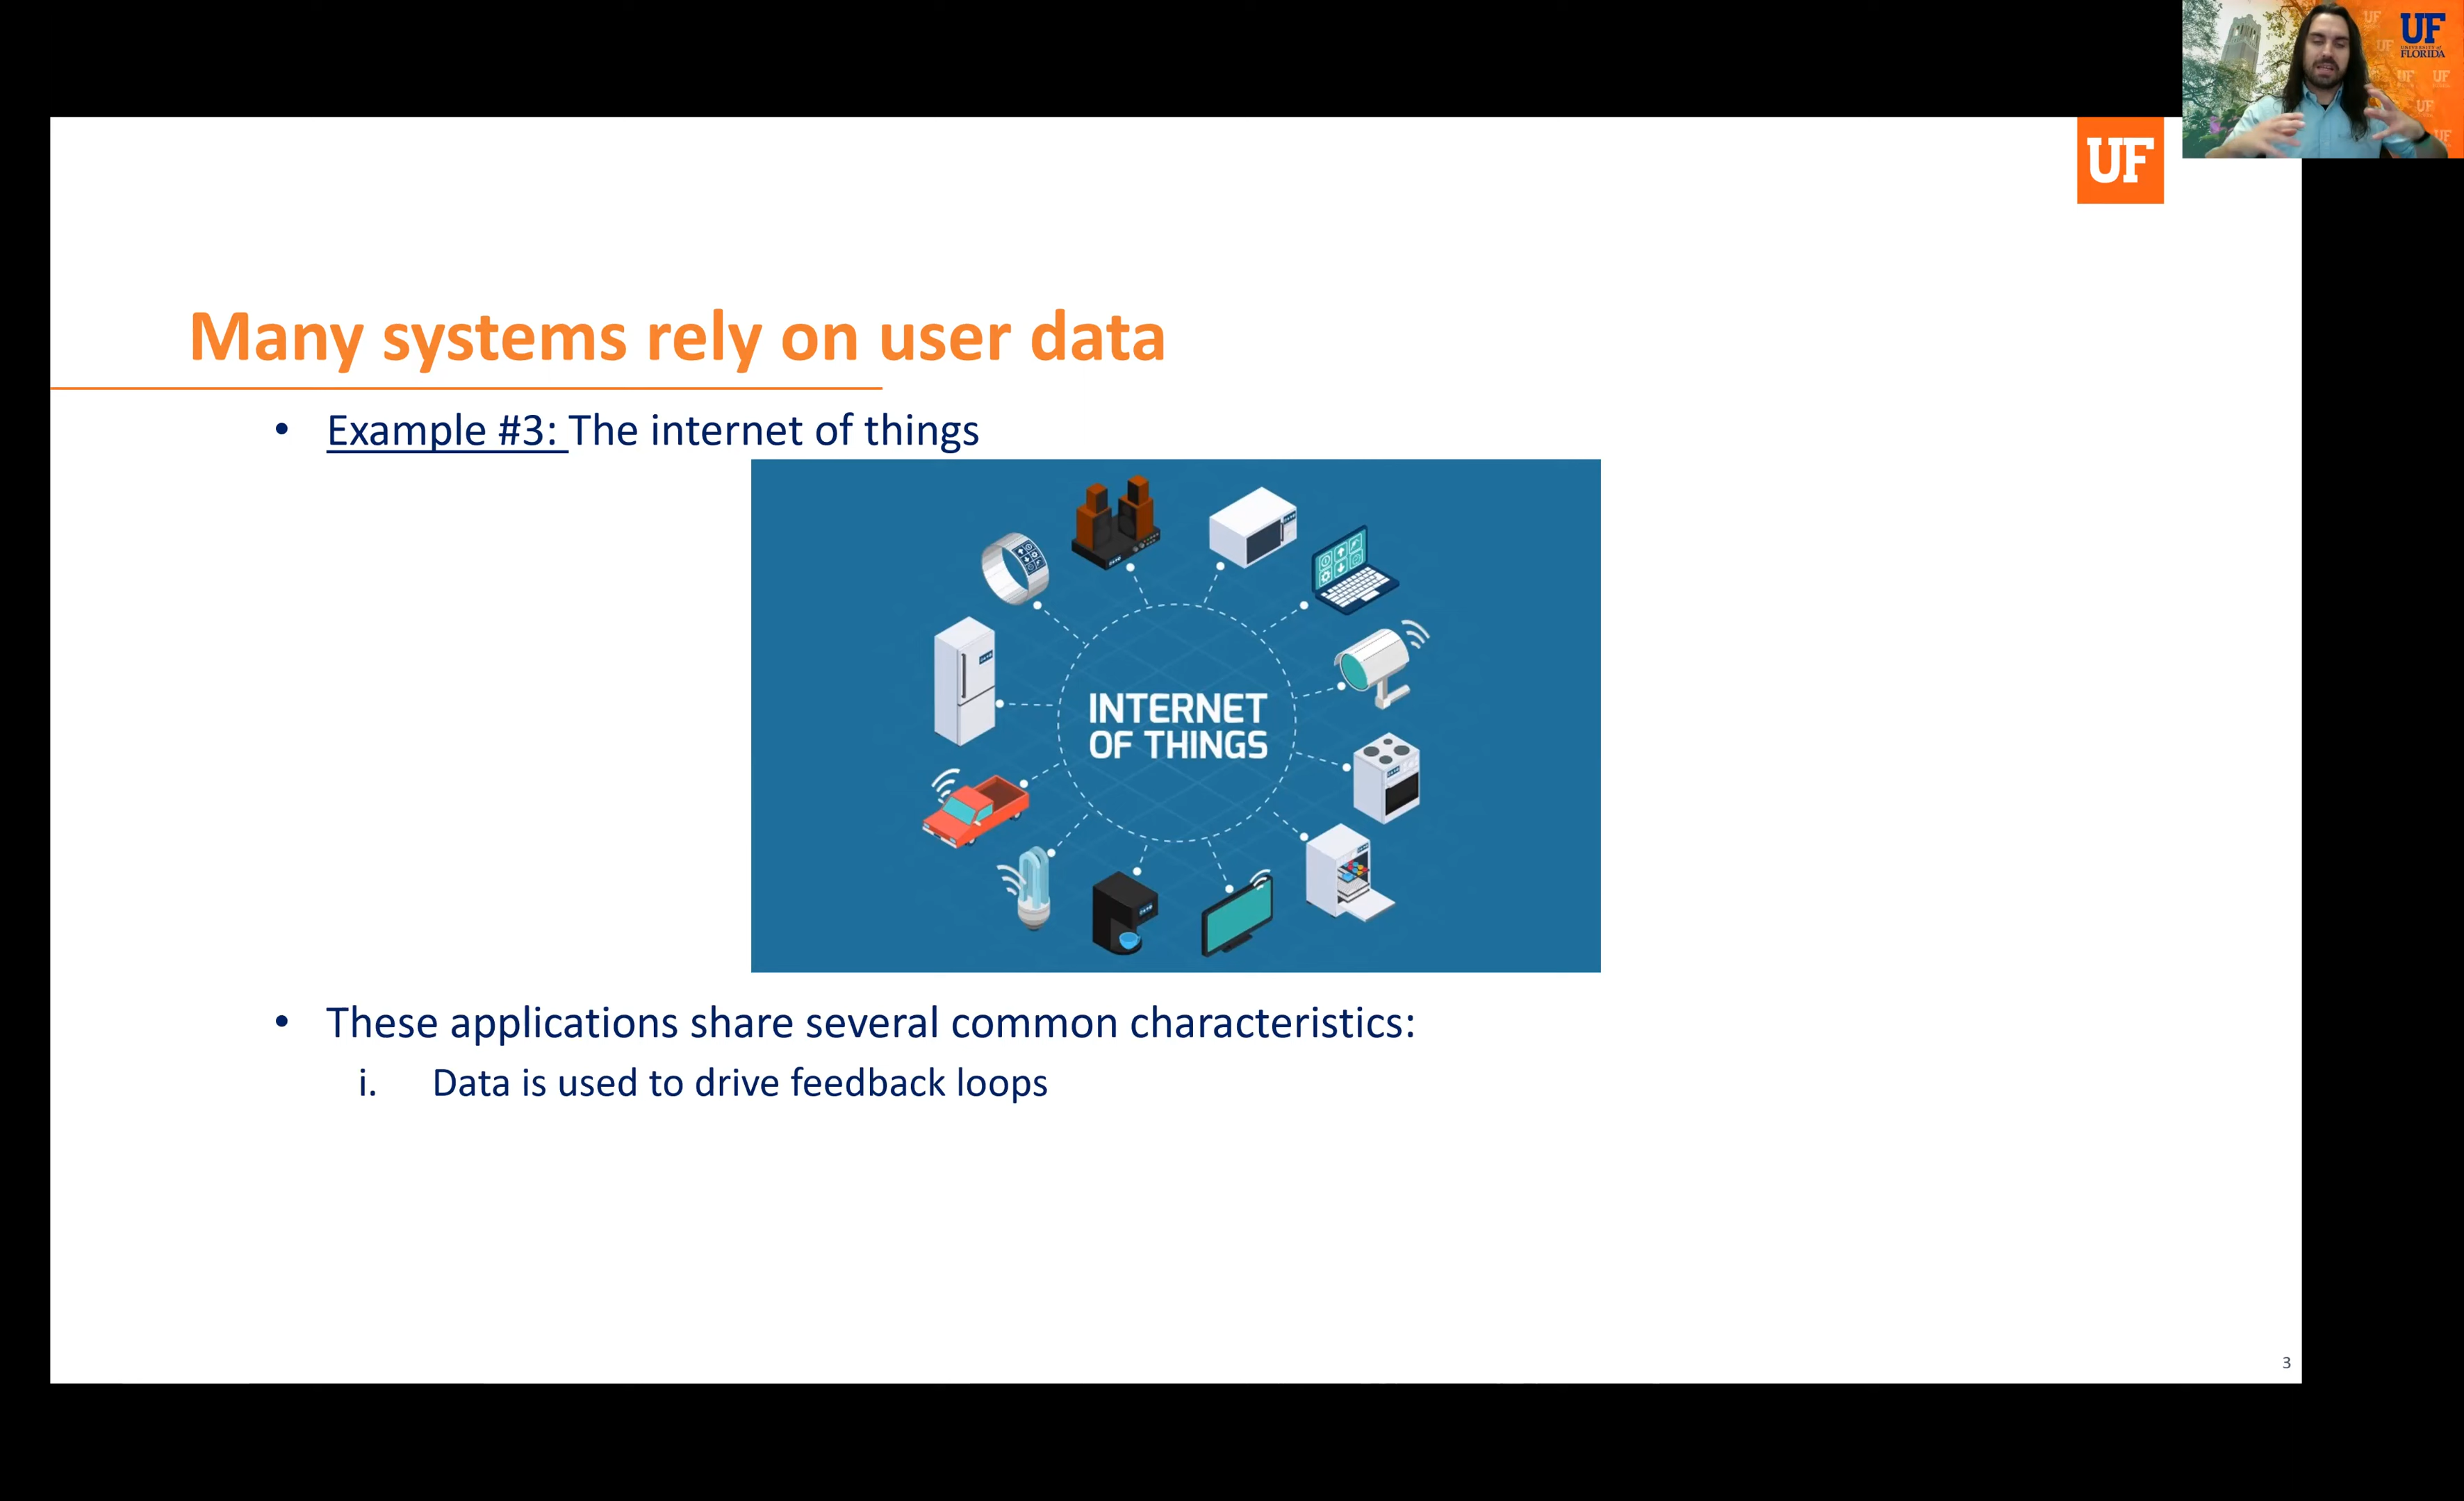 UF
UNIVERSITY of
FLORIDA
UF
Many systems rely on user data
• Example #3: The internet of things
INTERNET
OF THINGS
• These applications share several common characteristics:
i. Data is used to drive feedback loops
3